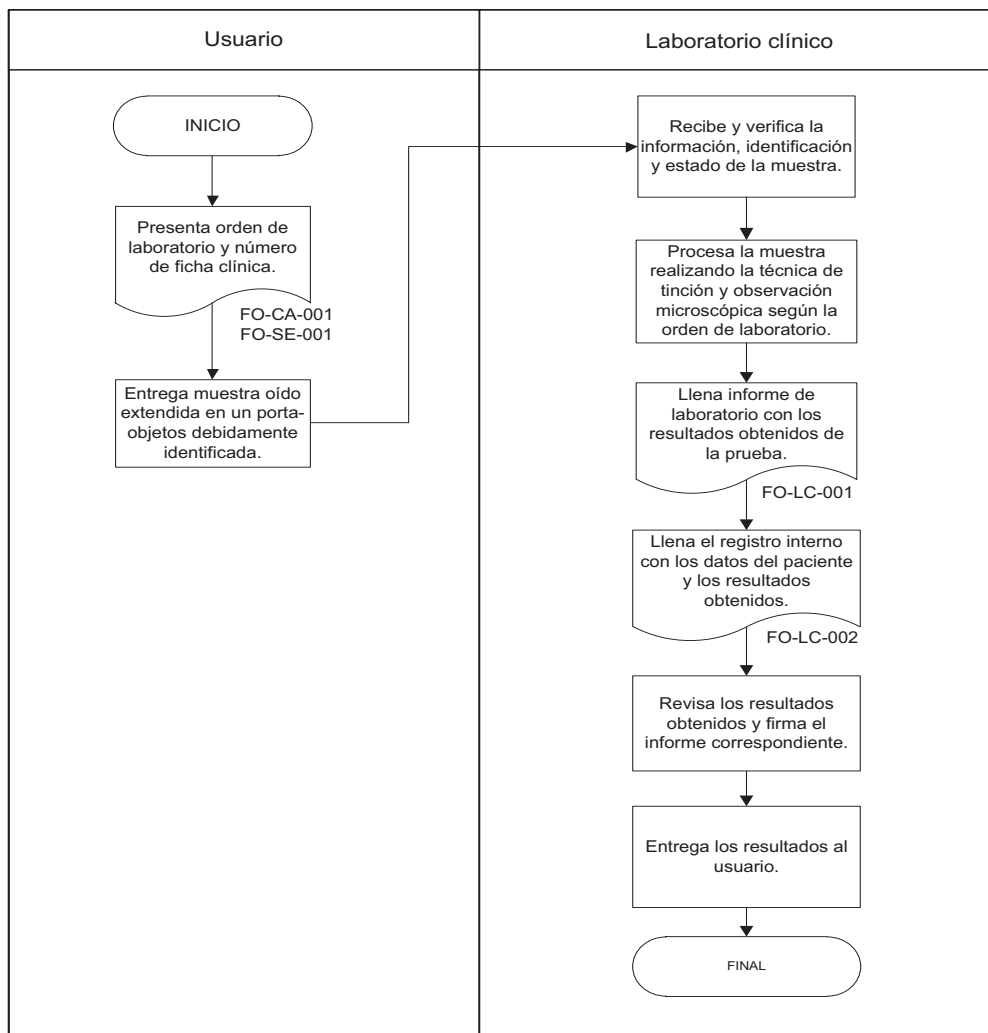 Usuario
Laboratorio clínico
INICIO
Presenta orden de
laboratorio y número
de ficha clínica.
FO-CA-001
FO-SE-001
Entrega muestra oído
extendida en un porta-
objetos debidamente
identificada.
Recibe y verifica la
información, identificación
y estado de la muestra.
Procesa la muestra
realizando la técnica de
tinción y observación
microscópica según la
orden de laboratorio.
Llena informe de
laboratorio con los
resultados obtenidos de
la prueba.
FO-LC-001
Llena el registro interno
con los datos del paciente
y los resultados
obtenidos.
FO-LC-002
Revisa los resultados
obtenidos y firma el
informe correspondiente.
Entrega los resultados al
usuario.
FINAL